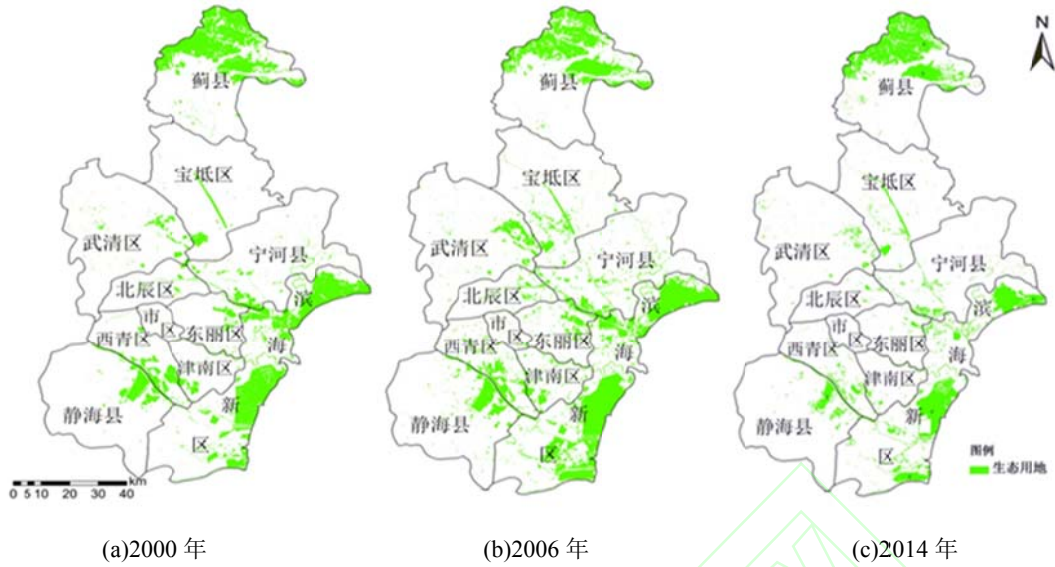 N
蓟县
宝坻区
武清区
宁河县
北辰区
滨
市
区
东丽区
西青区
海
津南区
静海县
新
区
km
0 5 10 20 30 40
蓟县
宝坻区
武清区
宁河县
北辰区
滨
市
区
东丽区
西青区
海
津南区
静海县
新
区
蓟县
宝坻区
武清区
宁河县
北辰区
滨
市
区
东丽区
西青区
海
津南区
静海县
新
区
图例
生态用地
(a)2000 年
(b)2006 年
(c)2014 年